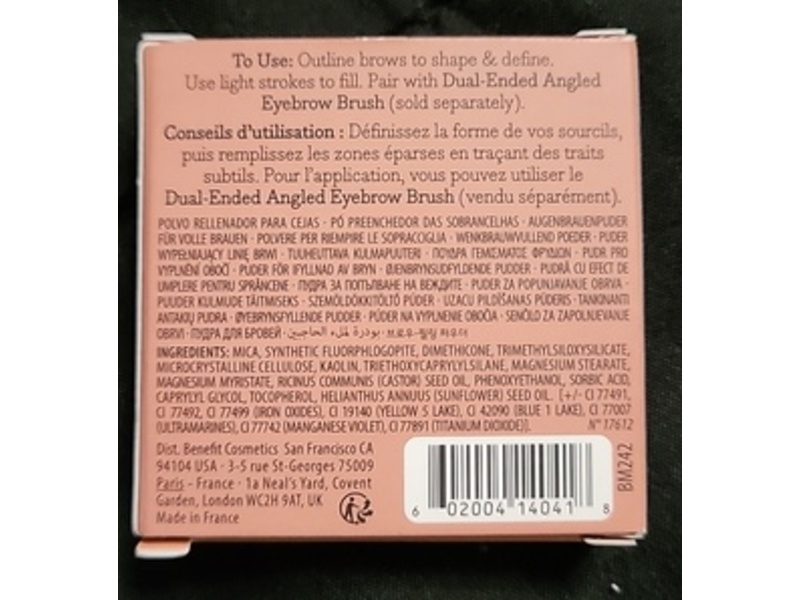 To Use: Outline brows to shape & define.
Use light strokes to fill. Pair with Dual-Ended Angled
Eyebrow Brush (sold separately).
Conseils d'utilisation : Définissez la forme de vos sourcils,
puis remplissez les zones éparses en traçant des traits
subtils. Pour l'application, vous pouvez utiliser le
Dual-Ended Angled Eyebrow Brush (vendu séparément).
POLVO RELLENADOR PARA CEJAS · PÓ PREENCHEDOR DAS SOBRANCELHAS · AUGENBRAUENPUDER
FÜR VOLLE BRAUEN · POLVERE PER RIEMPIRE LE SOPRACCIGLIA · WENKBRAUWVULLEND POEDER · PUDER
WYPEŁNIAJĄCY LINIĘ BRWI · TUUHEUTTAVA KULMAPUUTERI · ΠΟΥΔΡΑ ΓΕΜΙΣΜΑΤΟΣ ΦΡΥΔΙΩΝ · PUDR PRO
VYPLNĚNÍ OBOČÍ · PUDER FÖR IFYLLNAD AV BRYN · ØJENBRYNSUDFYLDENDE PUDDER · PUDRĂ CU EFECT DE
UMPLERE PENTRU SPRÂNCENE · ПУДРА ЗА ПОПЪЛВАНЕ НА ВЕЖДИТЕ · PUDER ZA POPUNJAVANJE OBRVA ·
PUUDER KULMUDE TÄITMISEKS · SZEMÖLDÖKKITÖLTŐ PÚDER · UZACU PILDĪŠANAS PŪDERIS · TANKINANTI
ANTAKIŲ PUDRA · ØYEBRYNSFYLLENDE PUDDER · PÚDER NA VYPLNENIE OBOČIA · SENČILO ZA ZAPOLNJEVANJE
OBRVI · ПУДРА ДЛЯ БРОВЕЙ · بودرة لملء الحاجبين · 브로우-필링 파우더
INGREDIENTS: MICA, SYNTHETIC FLUORPHLOGOPITE, DIMETHICONE, TRIMETHYLSILOXYSILICATE,
MICROCRYSTALLINE CELLULOSE, KAOLIN, TRIETHOXYCAPRYLYLSILANE, MAGNESIUM STEARATE,
MAGNESIUM MYRISTATE, RICINUS COMMUNIS (CASTOR) SEED OIL, PHENOXYETHANOL, SORBIC ACID,
CAPRYLYL GLYCOL, TOCOPHEROL, HELIANTHUS ANNUUS (SUNFLOWER) SEED OIL. [+/- CI 77491,
CI 77492, CI 77499 (IRON OXIDES), CI 19140 (YELLOW 5 LAKE), CI 42090 (BLUE 1 LAKE), CI 77007
(ULTRAMARINES), CI 77742 (MANGANESE VIOLET), CI 77891 (TITANIUM DIOXIDE)]. N° 17612
Dist. Benefit Cosmetics San Francisco CA
94104 USA · 3-5 rue St-Georges 75009
Paris - France · 1a Neal's Yard, Covent
Garden, London WC2H 9AT, UK
Made in France
6 02004 14041 8
BM242